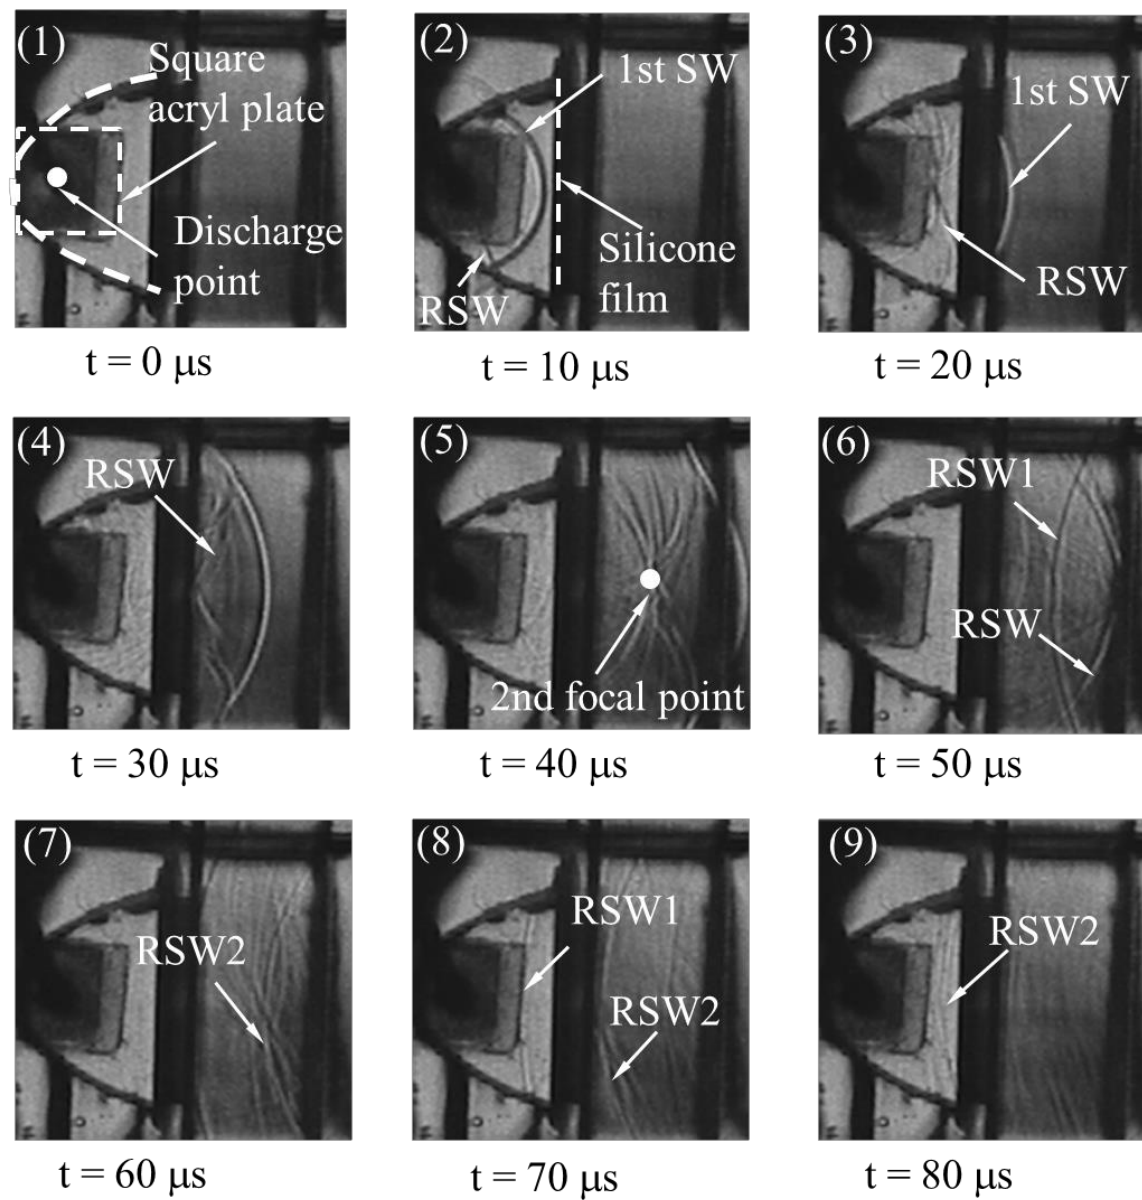 (1)
Square
acryl plate
Discharge
point
t = 0 μs
(2)
1st SW
Silicone
film
RSW
t = 10 μs
(3)
1st SW
RSW
t = 20 μs
(4)
RSW
t = 30 μs
(5)
2nd focal point
t = 40 μs
(6)
RSW1
RSW
t = 50 μs
(7)
RSW2
t = 60 μs
(8)
RSW1
RSW2
t = 70 μs
(9)
RSW2
t = 80 μs